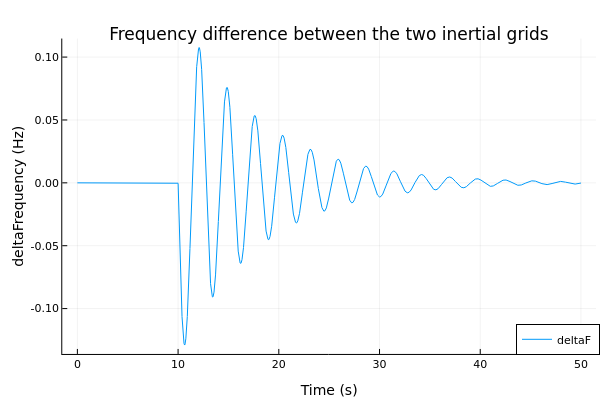 Frequency difference between the two inertial grids
deltaFrequency (Hz)
0.10
0.05
0.00
-0.05
-0.10
0 10 20 30 40 50
Time (s)
deltaF